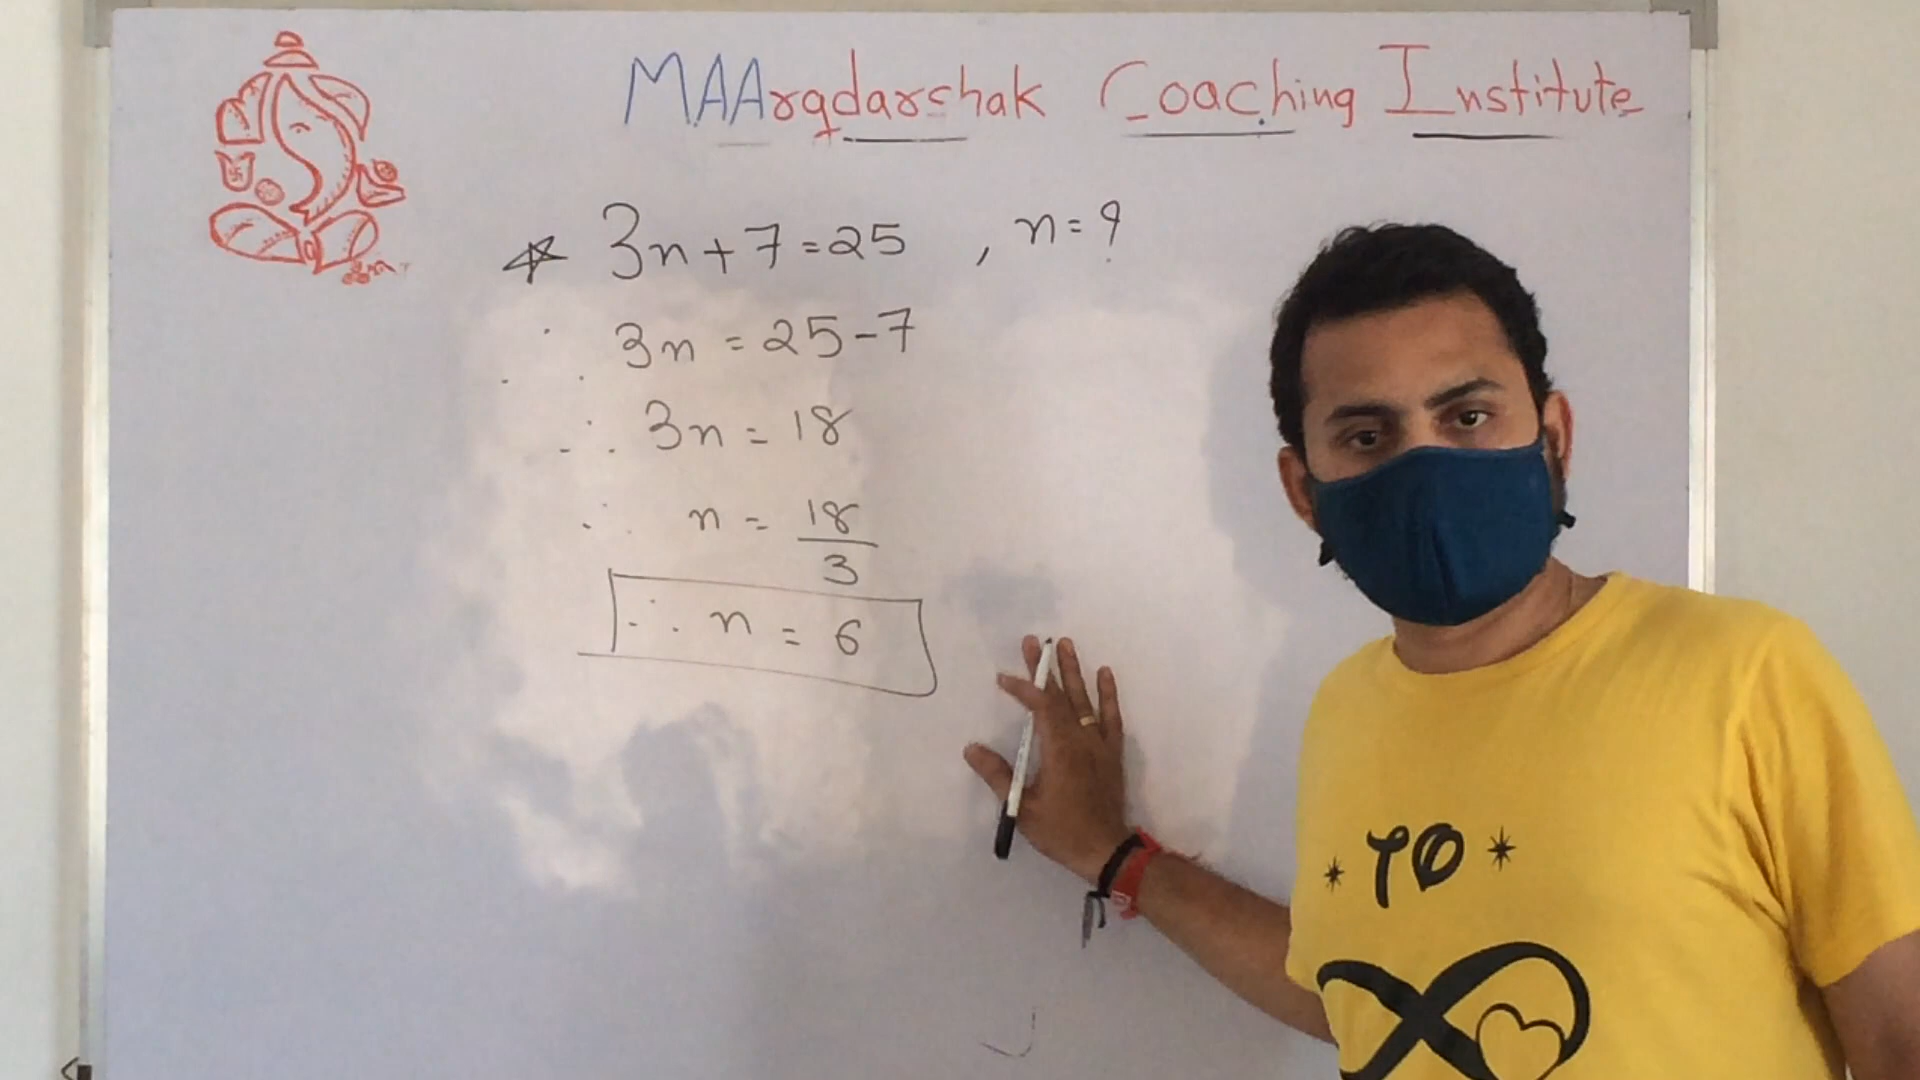 MAArgdarshak Coaching Institute
* 3n+7=25 , n=?
∴ 3n = 25-7
∴ 3n = 18
∴ n = 18/3
∴ n = 6
TO